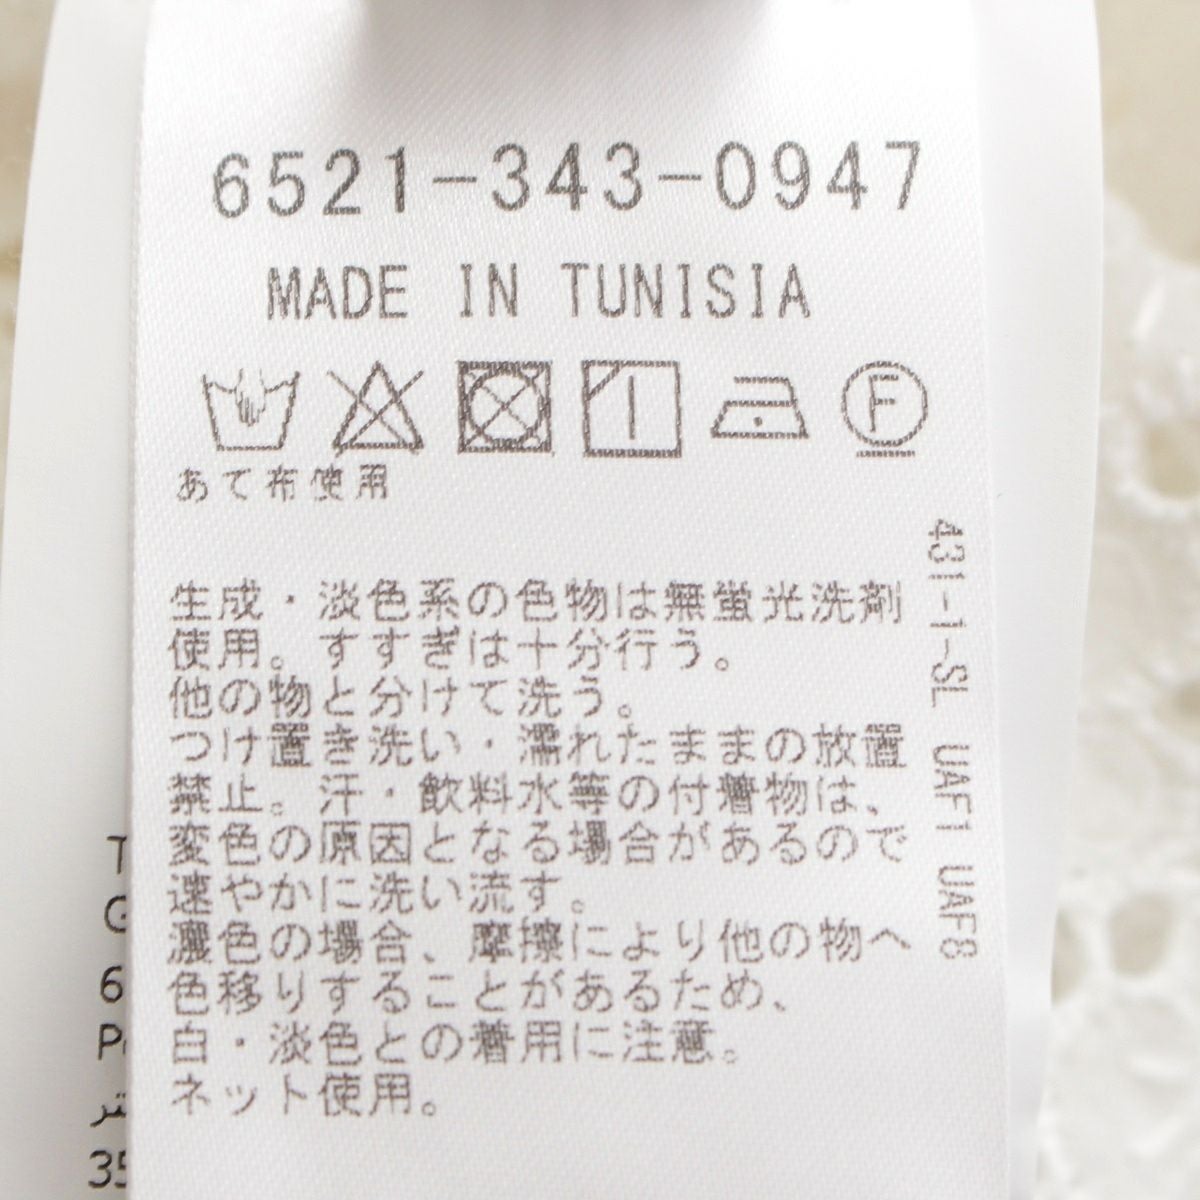 6521-343-0947
MADE IN TUNISIA
F
あて布使用
生成・淡色系の色物は無蛍光洗剤
使用。すすぎは十分行う。
他の物と分けて洗う。
つけ置き洗い・濡れたままの放置
禁止。汗・飲料水等の付着物は、
変色の原因となる場合があるので
速やかに洗い流す。
濃色の場合、摩擦により他の物へ
色移りすることがあるため、
白・淡色との着用に注意。
ネット使用。
431-1-SL UAF1 UAF8
T
G
6
P
35